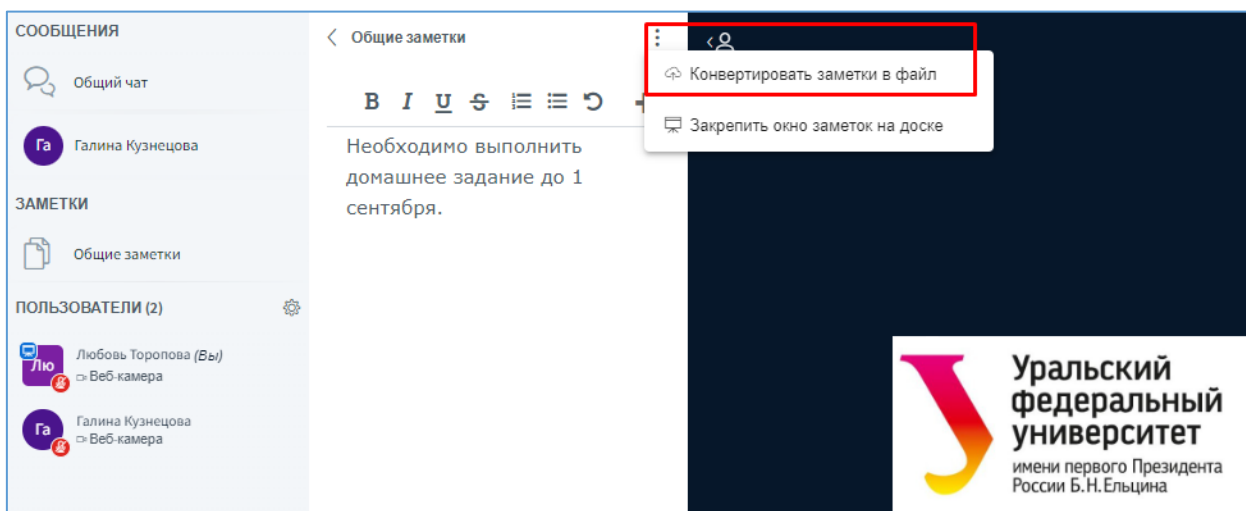 СООБЩЕНИЯ
Общий чат
Га
Галина Кузнецова
ЗАМЕТКИ
Общие заметки
ПОЛЬЗОВАТЕЛИ (2)
Лю
Любовь Торопова (Вы)
Веб-камера
Га
Галина Кузнецова
Веб-камера
Общие заметки
B I U S
Необходимо выполнить
домашнее задание до 1
сентября.
Конвертировать заметки в файл
Закрепить окно заметок на доске
Уральский
федеральный
университет
имени первого Президента
России Б.Н.Ельцина